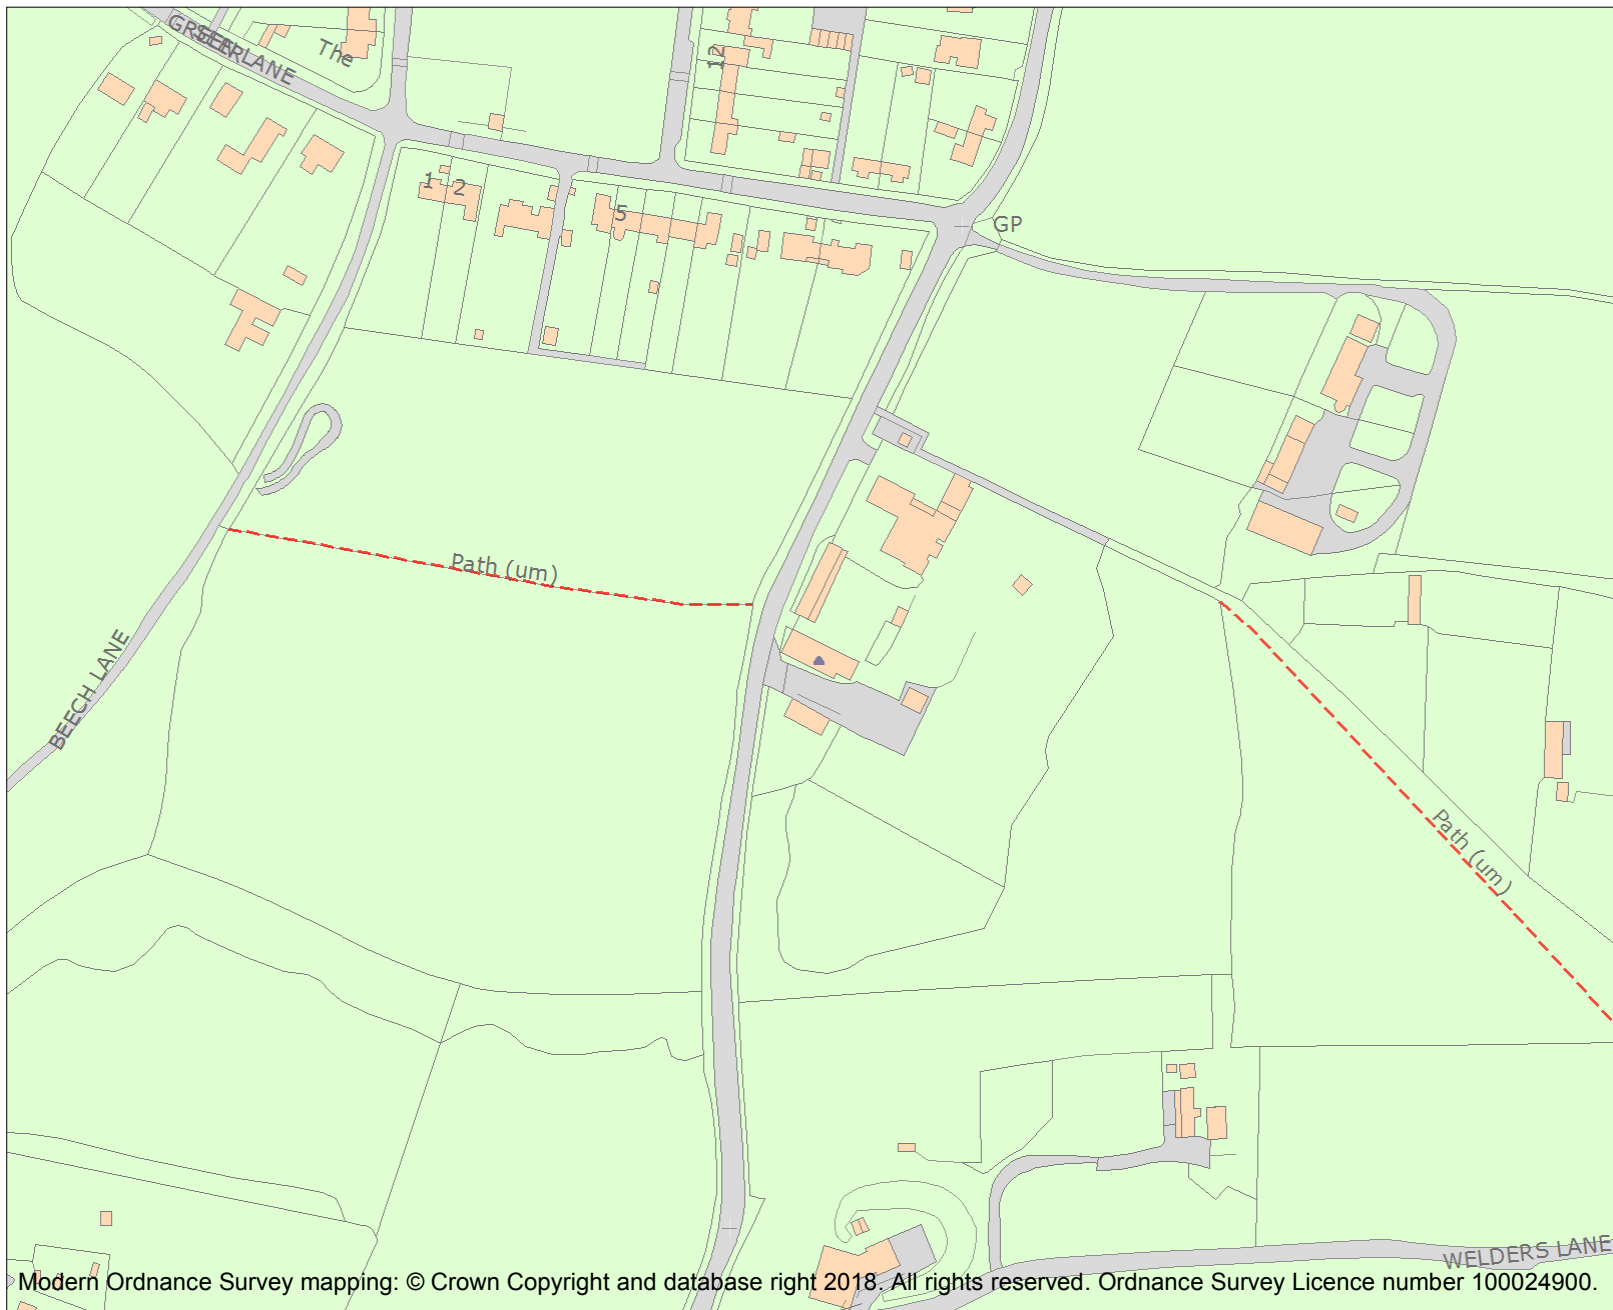 LANE
The
12
1
2
5
GP
Path (um)
BEECH LANE
Path (um)
WELDERS LANE
Modern Ordnance Survey mapping: © Crown Copyright and database right 2018. All rights reserved. Ordnance Survey Licence number 100024900.